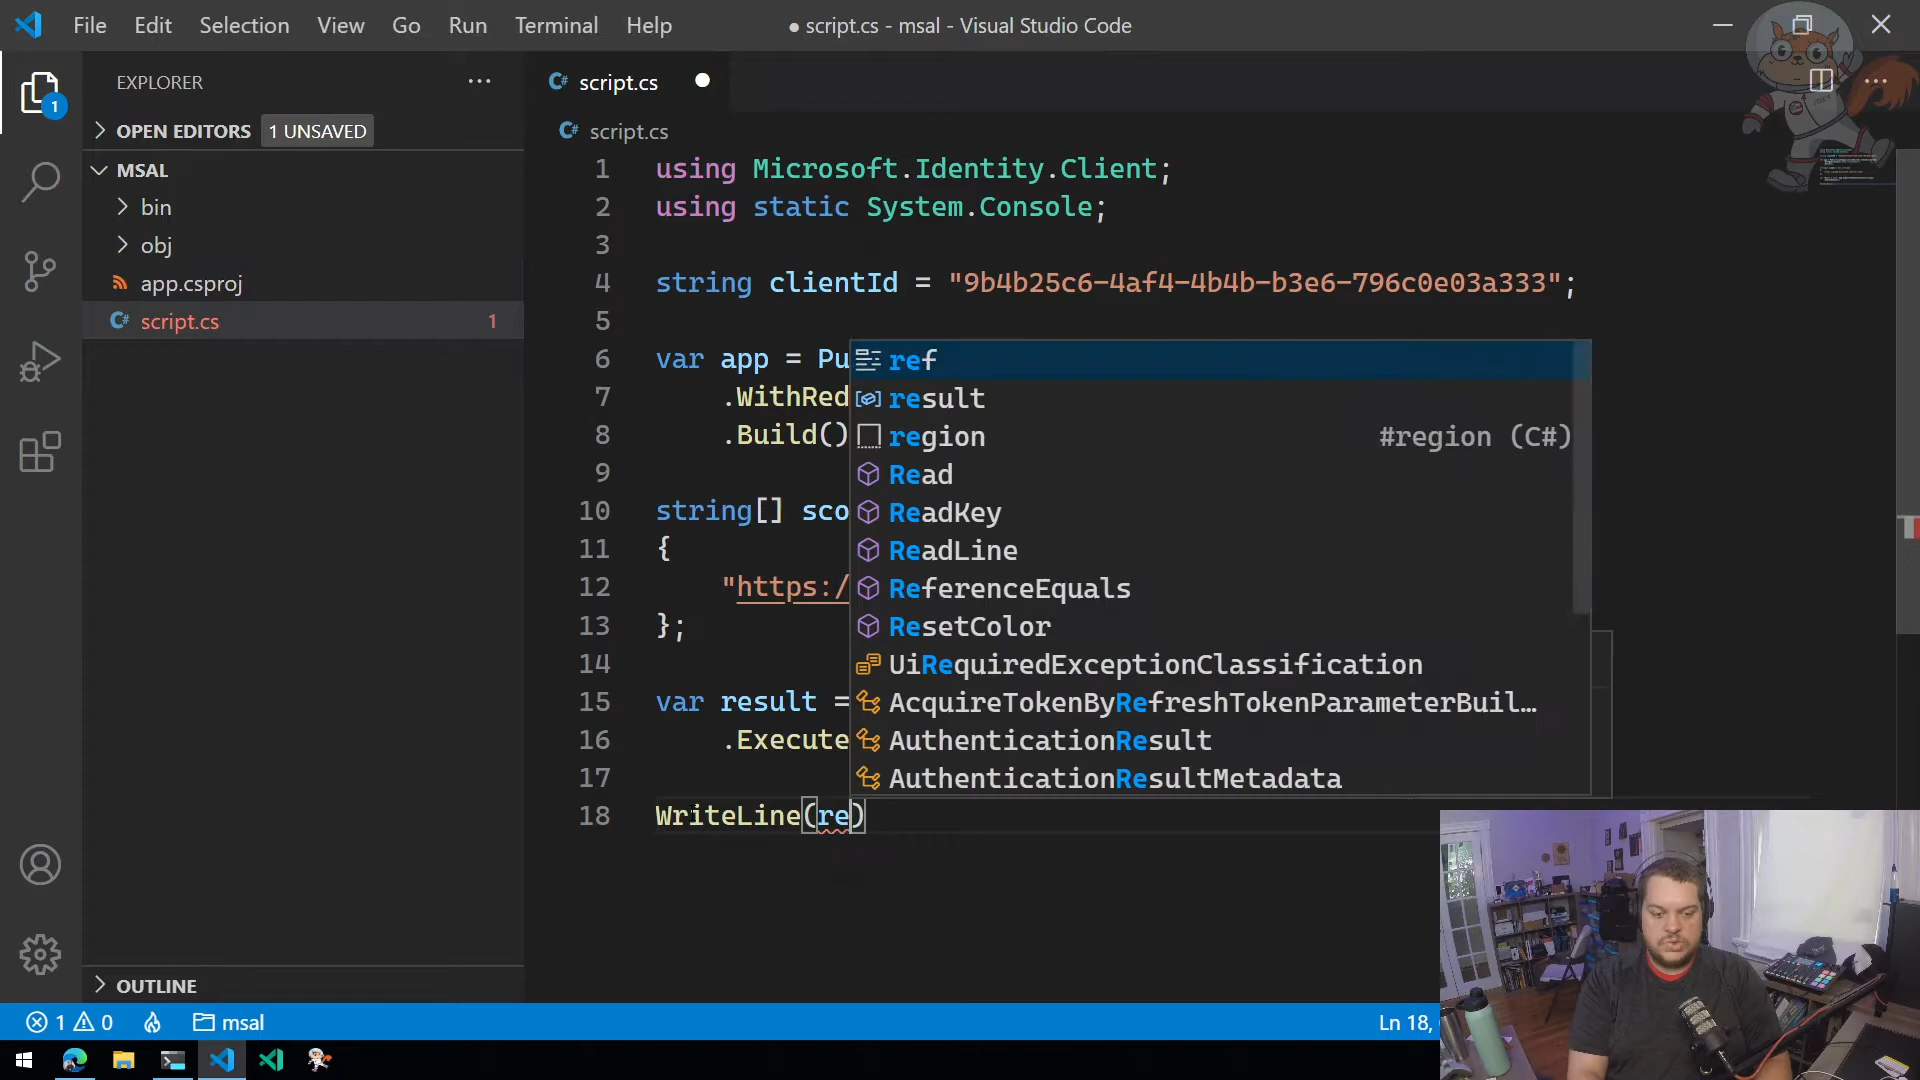 File Edit Selection View Go Run Terminal Help ● script.cs - msal - Visual Studio Code
EXPLORER ...
OPEN EDITORS 1 UNSAVED
MSAL
bin
obj
app.csproj
script.cs 1
OUTLINE
1
C# script.cs ●
C# script.cs
1 using Microsoft.Identity.Client;
2 using static System.Console;
3
4 string clientId = "9b4b25c6-4af4-4b4b-b3e6-796c0e03a333";
5
6 var app = Pu
7 .WithRed
8 .Build()
9
10 string[] sco
11 {
12 "https:/
13 };
14
15 var result =
16 .Execute
17
18 WriteLine(re)
ref
result
region #region (C#)
Read
ReadKey
ReadLine
ReferenceEquals
ResetColor
UiRequiredExceptionClassification
AcquireTokenByRefreshTokenParameterBuil…
AuthenticationResult
AuthenticationResultMetadata
1 0 msal Ln 18,